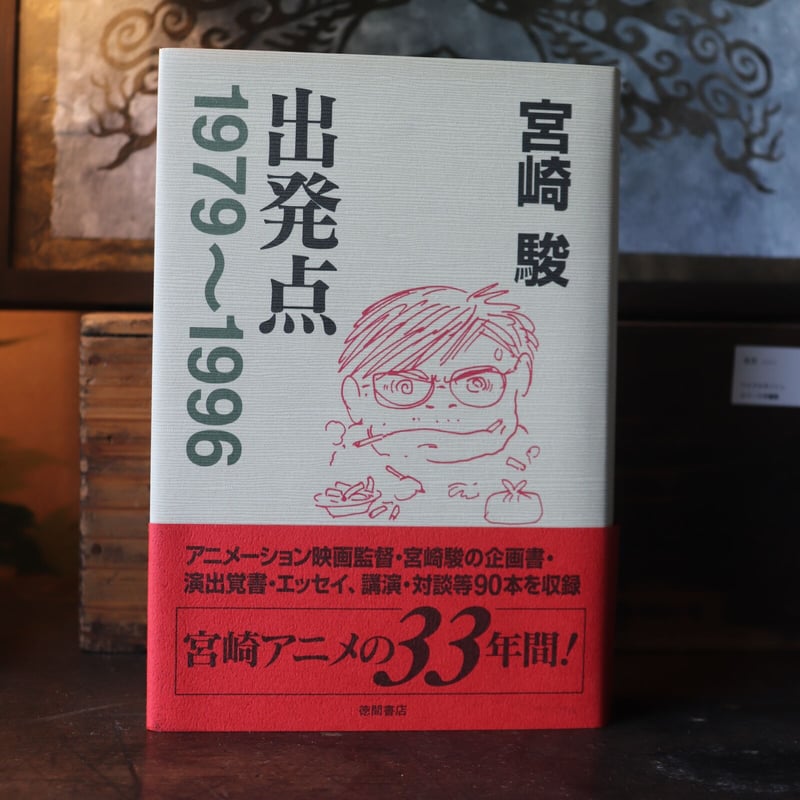 宮崎 駿
出発点
1979〜1996
アニメーション映画監督・宮崎駿の企画書・
演出覚書・エッセイ、講演・対談等90本を収録
宮崎アニメの33年間!
徳間書店